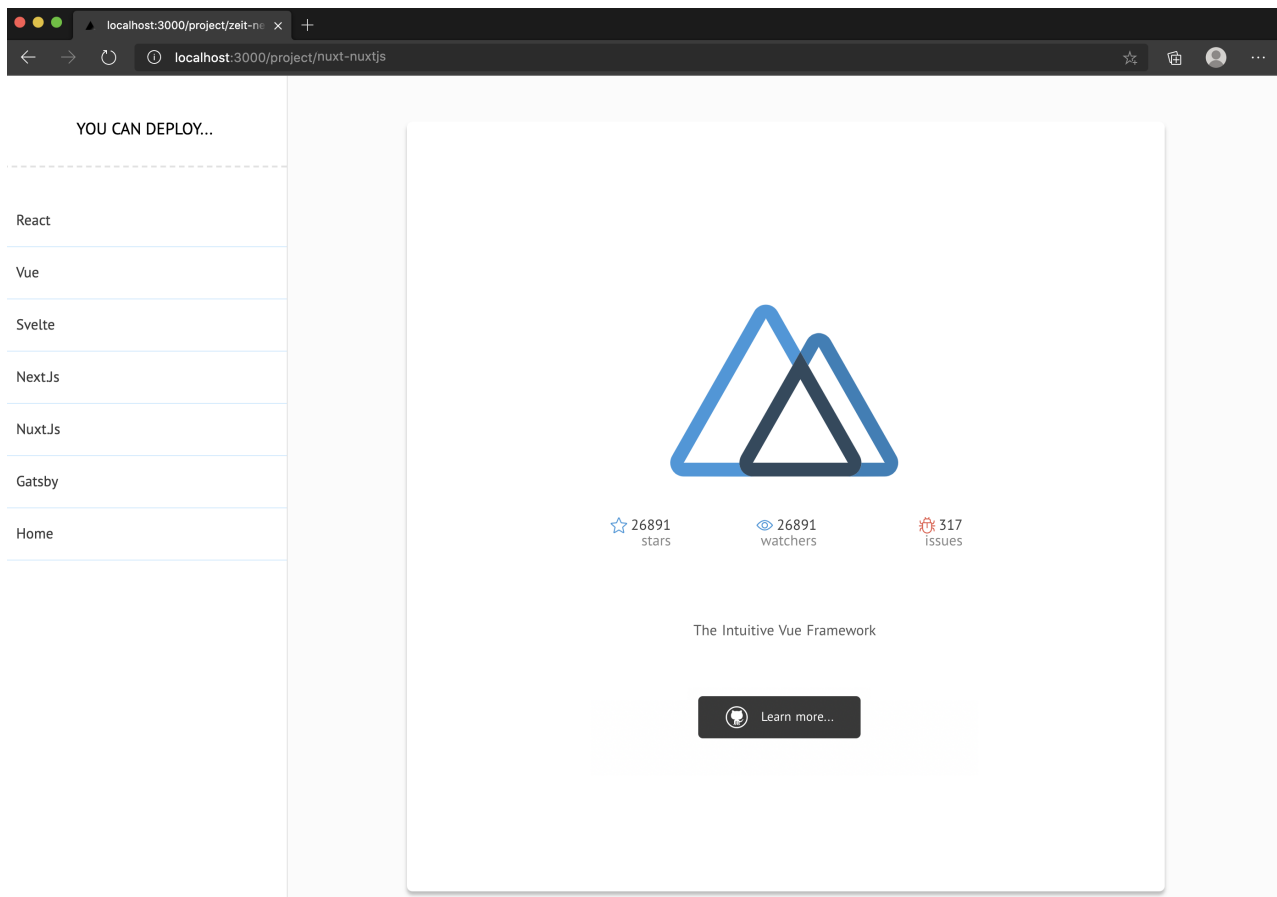 localhost:3000/project/zeit-ne
localhost:3000/project/nuxt-nuxtjs
YOU CAN DEPLOY...
React
Vue
Svelte
Next.Js
Nuxt.Js
Gatsby
Home
26891 26891 317
stars watchers issues
The Intuitive Vue Framework
Learn more...